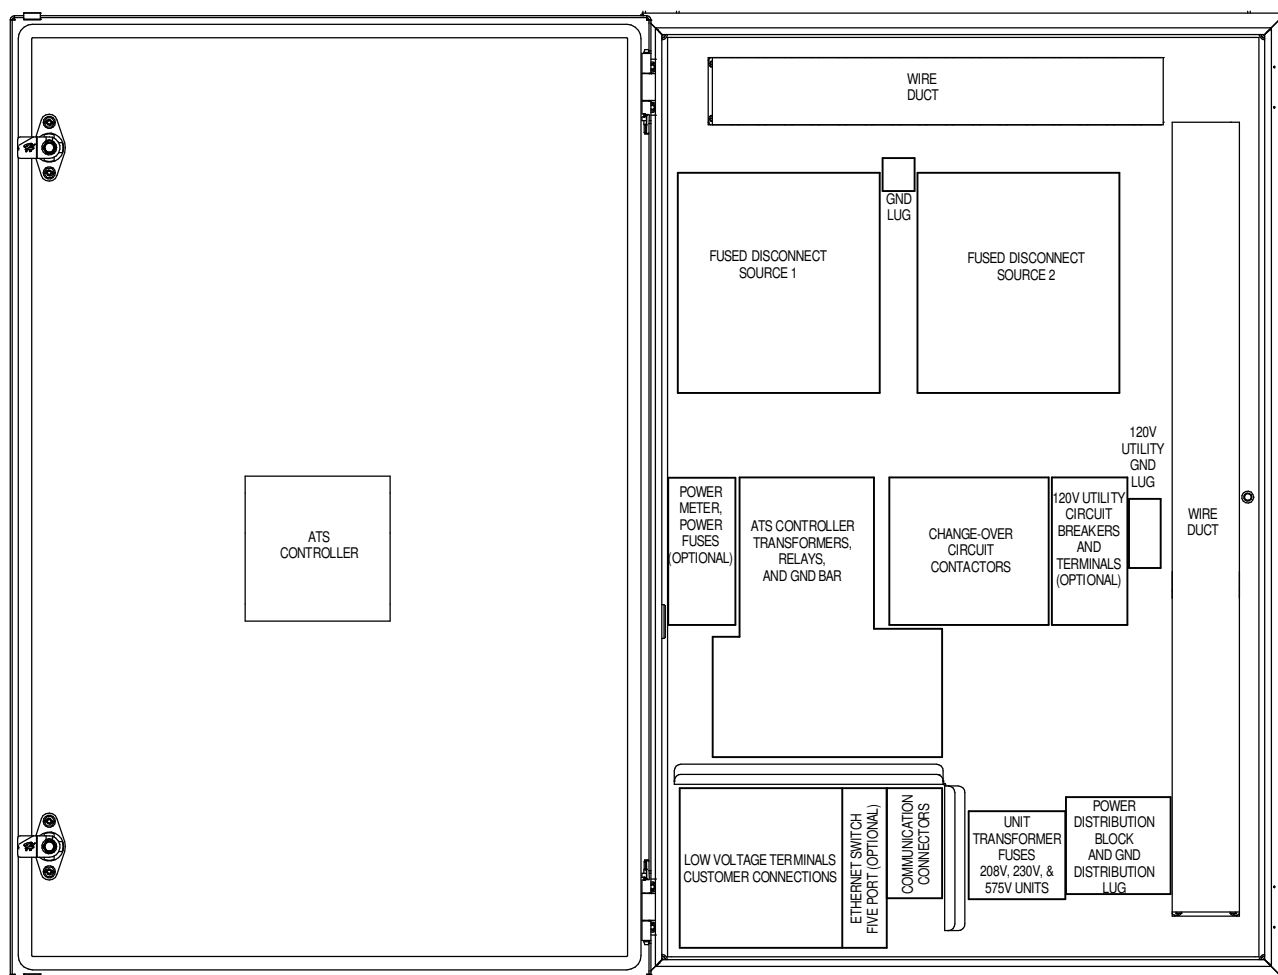 WIRE
DUCT
GND
LUG
FUSED DISCONNECT
SOURCE 1
FUSED DISCONNECT
SOURCE 2
120V
UTILITY
GND
LUG
ATS
CONTROLLER
POWER
METER,
POWER
FUSES
(OPTIONAL)
ATS CONTROLLER
TRANSFORMERS,
RELAYS,
AND GND BAR
CHANGE-OVER
CIRCUIT
CONTACTORS
120V UTILITY
CIRCUIT
BREAKERS
AND
TERMINALS
(OPTIONAL)
WIRE
DUCT
LOW VOLTAGE TERMINALS
CUSTOMER CONNECTIONS
ETHERNET SWITCH
FIVE PORT (OPTIONAL)
COMMUNICATION
CONNECTORS
UNIT
TRANSFORMER
FUSES
208V, 230V, &
575V UNITS
POWER
DISTRIBUTION
BLOCK
AND GND
DISTRIBUTION
LUG